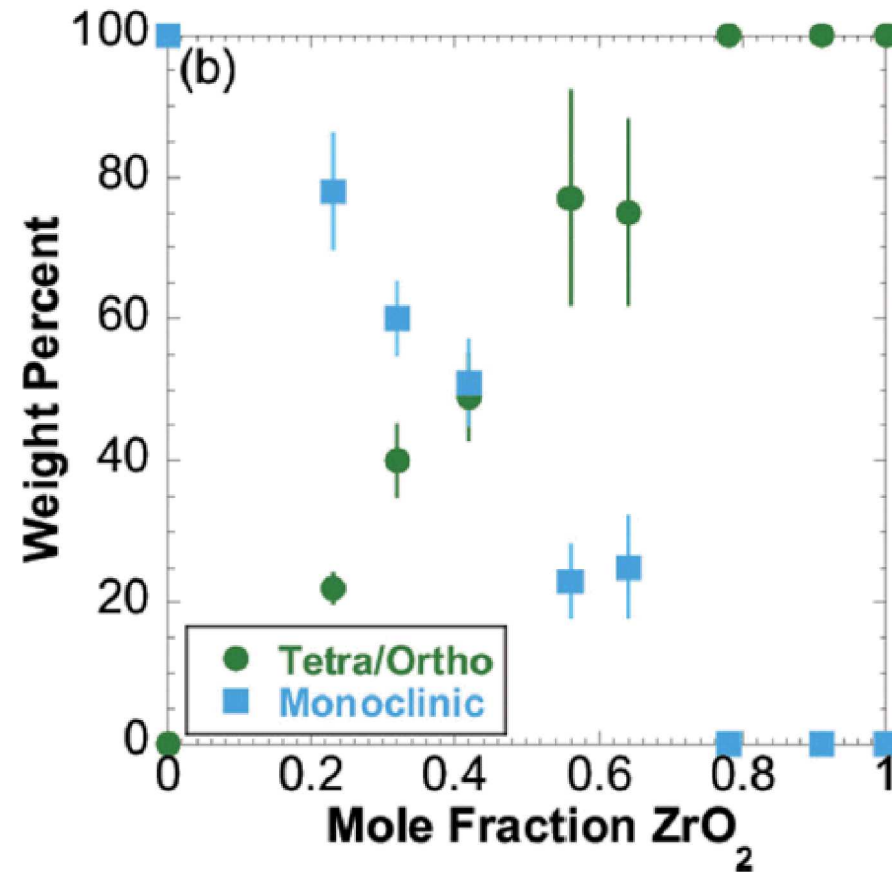 100
(b)
80
60
40
20
0
Weight Percent
Tetra/Ortho
Monoclinic
0 0.2 0.4 0.6 0.8 1
Mole Fraction ZrO₂